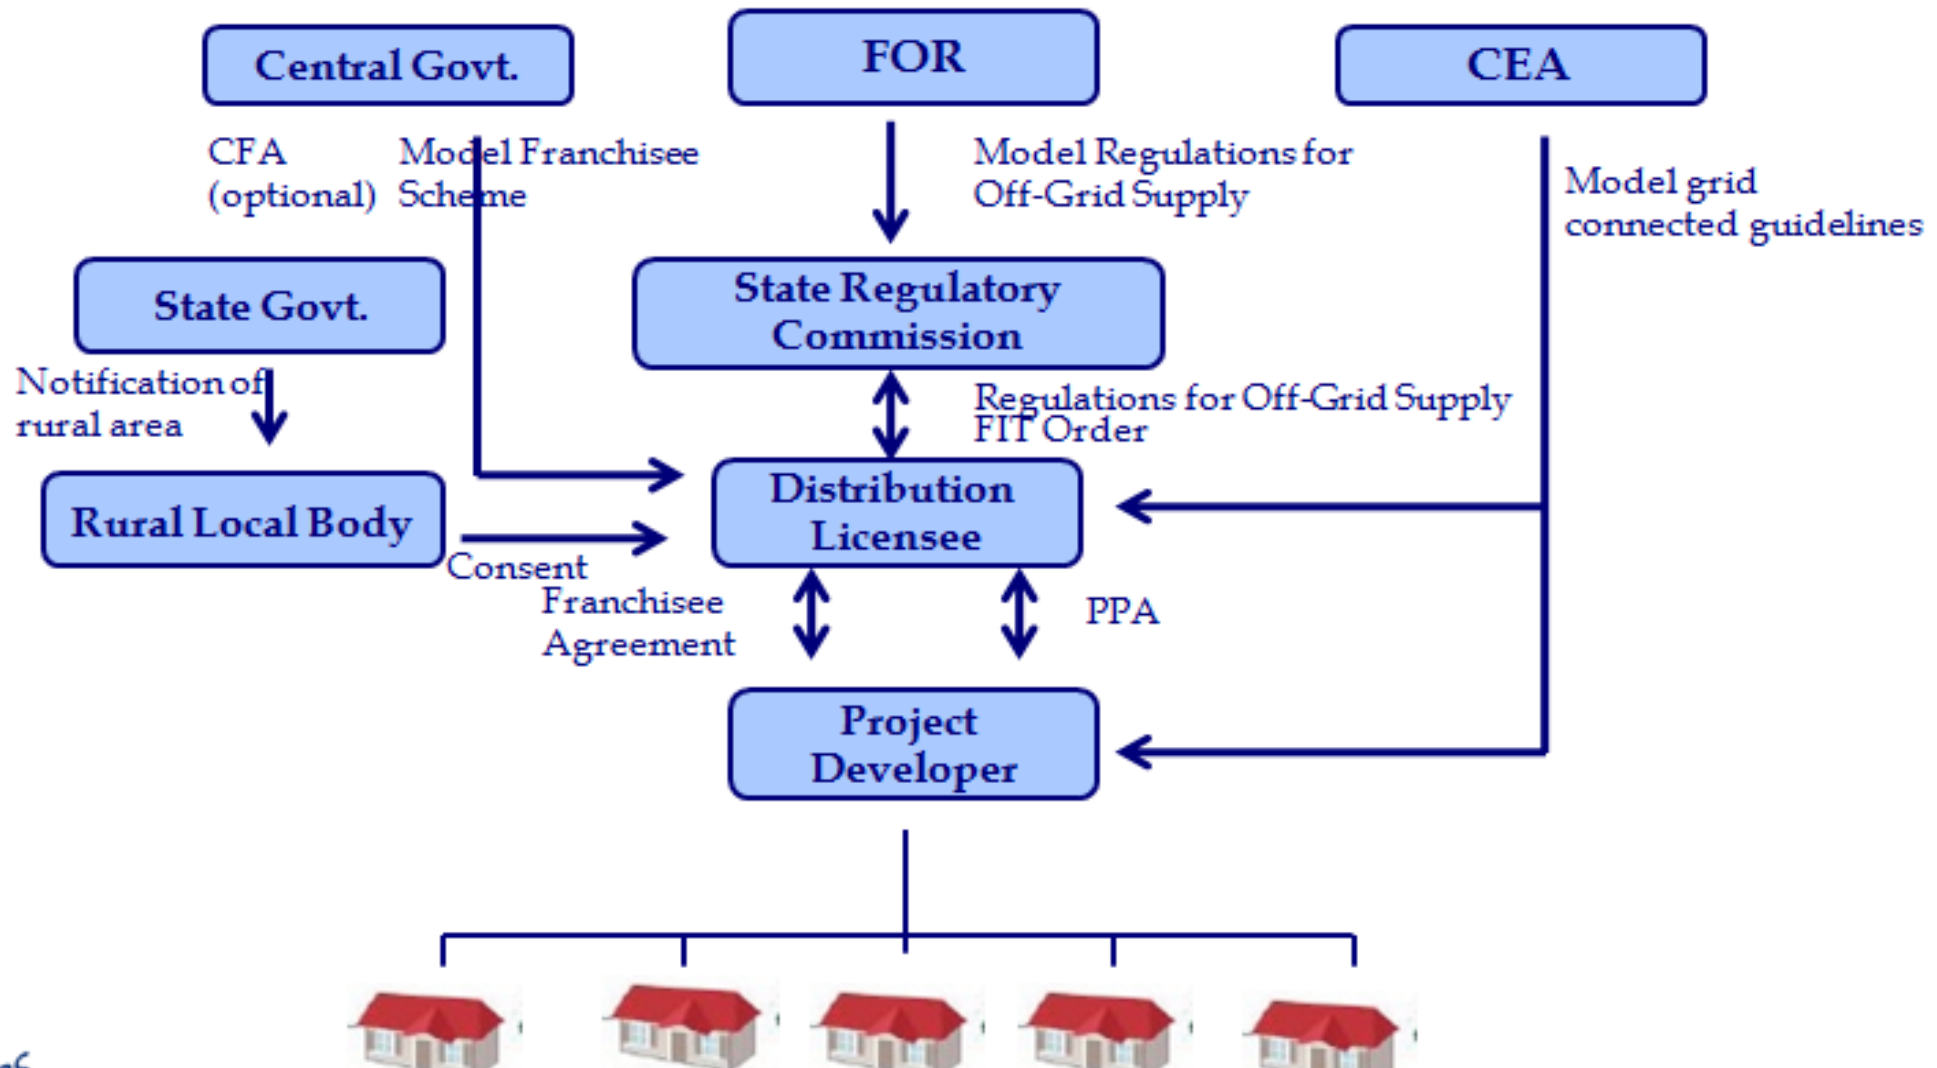 Central Govt.
FOR
CEA
CFA
(optional)
Model Franchisee
Scheme
Model Regulations for
Off-Grid Supply
Model grid
connected guidelines
State Govt.
State Regulatory
Commission
Notification of
rural area
Regulations for Off-Grid Supply
FIT Order
Rural Local Body
Distribution
Licensee
Consent
Franchisee
Agreement
PPA
Project
Developer